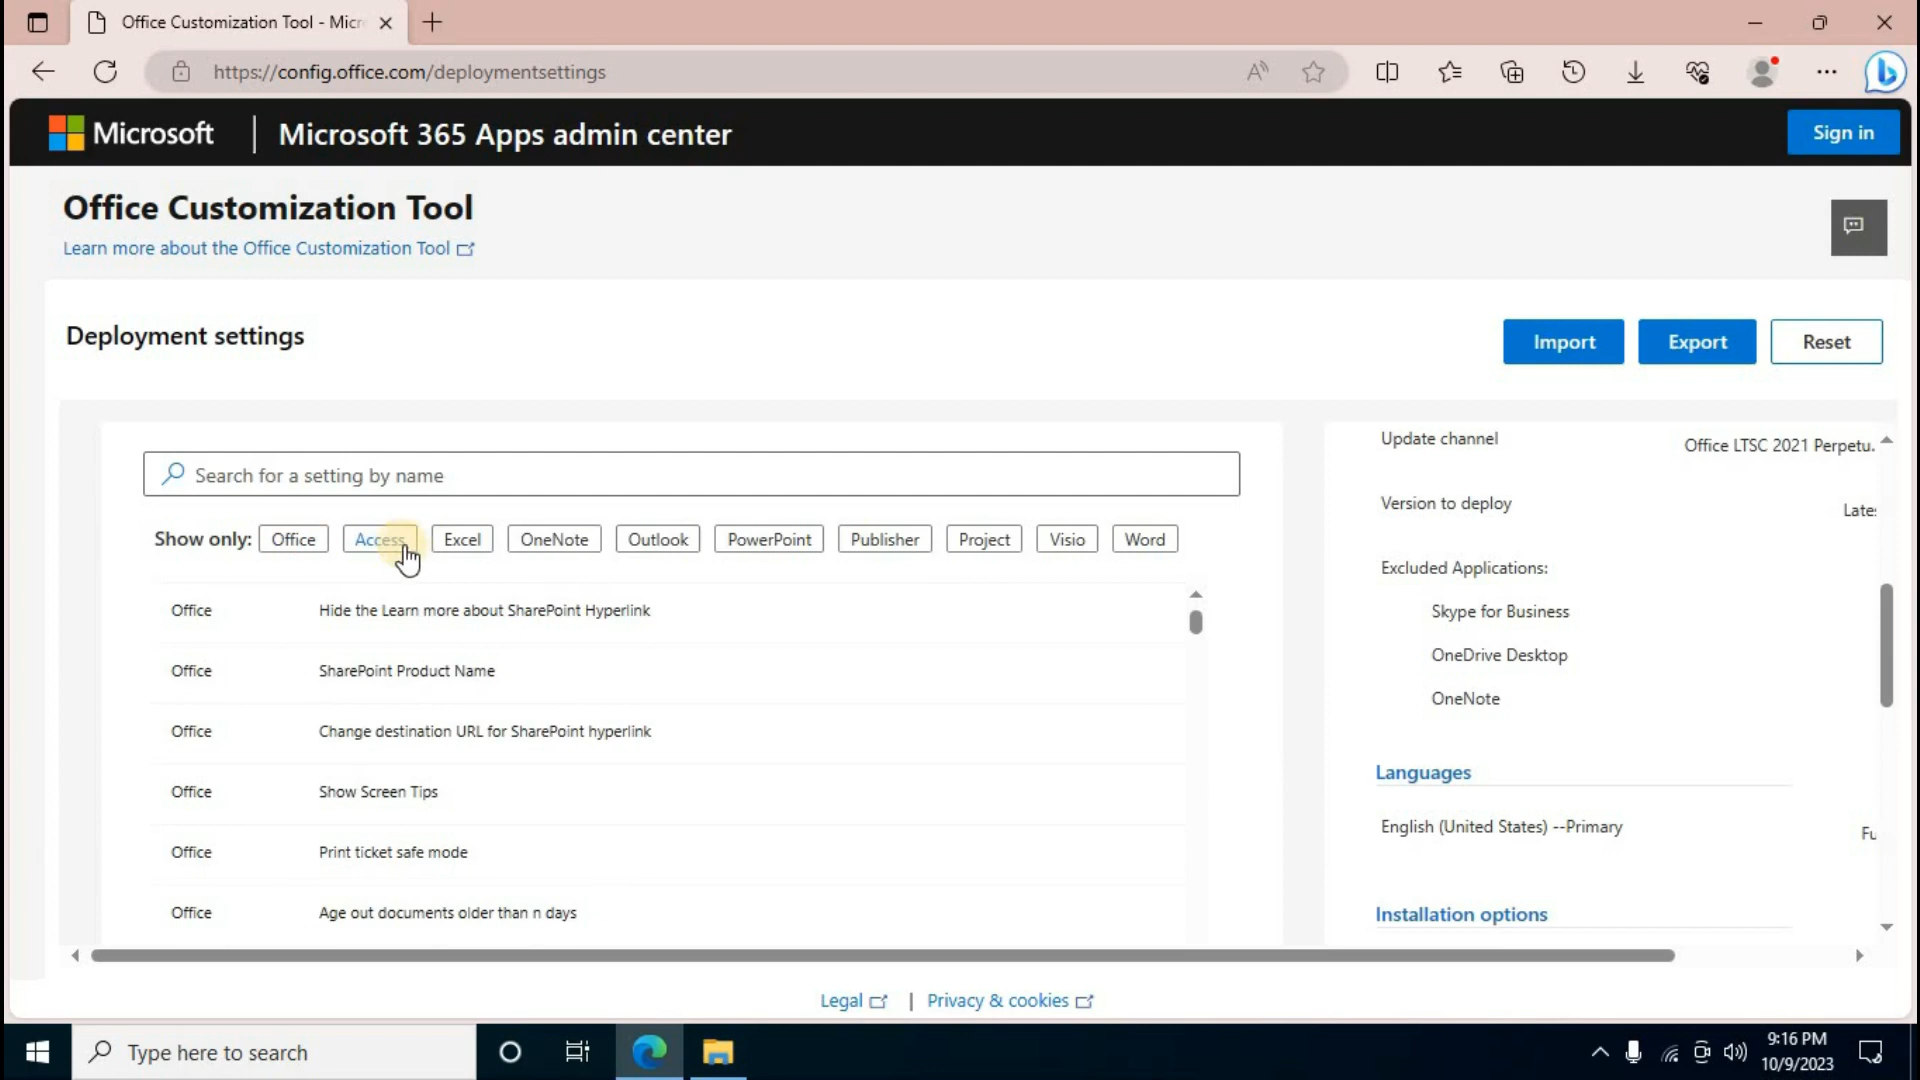 Office Customization Tool - Micr
https://config.office.com/deploymentsettings
Microsoft | Microsoft 365 Apps admin center
Sign in
Office Customization Tool
Learn more about the Office Customization Tool
Deployment settings
Import Export Reset
Search for a setting by name
Show only: Office Access Excel OneNote Outlook PowerPoint Publisher Project Visio Word
Office Hide the Learn more about SharePoint Hyperlink
Office SharePoint Product Name
Office Change destination URL for SharePoint hyperlink
Office Show Screen Tips
Office Print ticket safe mode
Office Age out documents older than n days
Update channel Office LTSC 2021 Perpetu.
Version to deploy Late
Excluded Applications:
Skype for Business
OneDrive Desktop
OneNote
Languages
English (United States) --Primary Fu
Installation options
Legal | Privacy & cookies
Type here to search
9:16 PM
10/9/2023